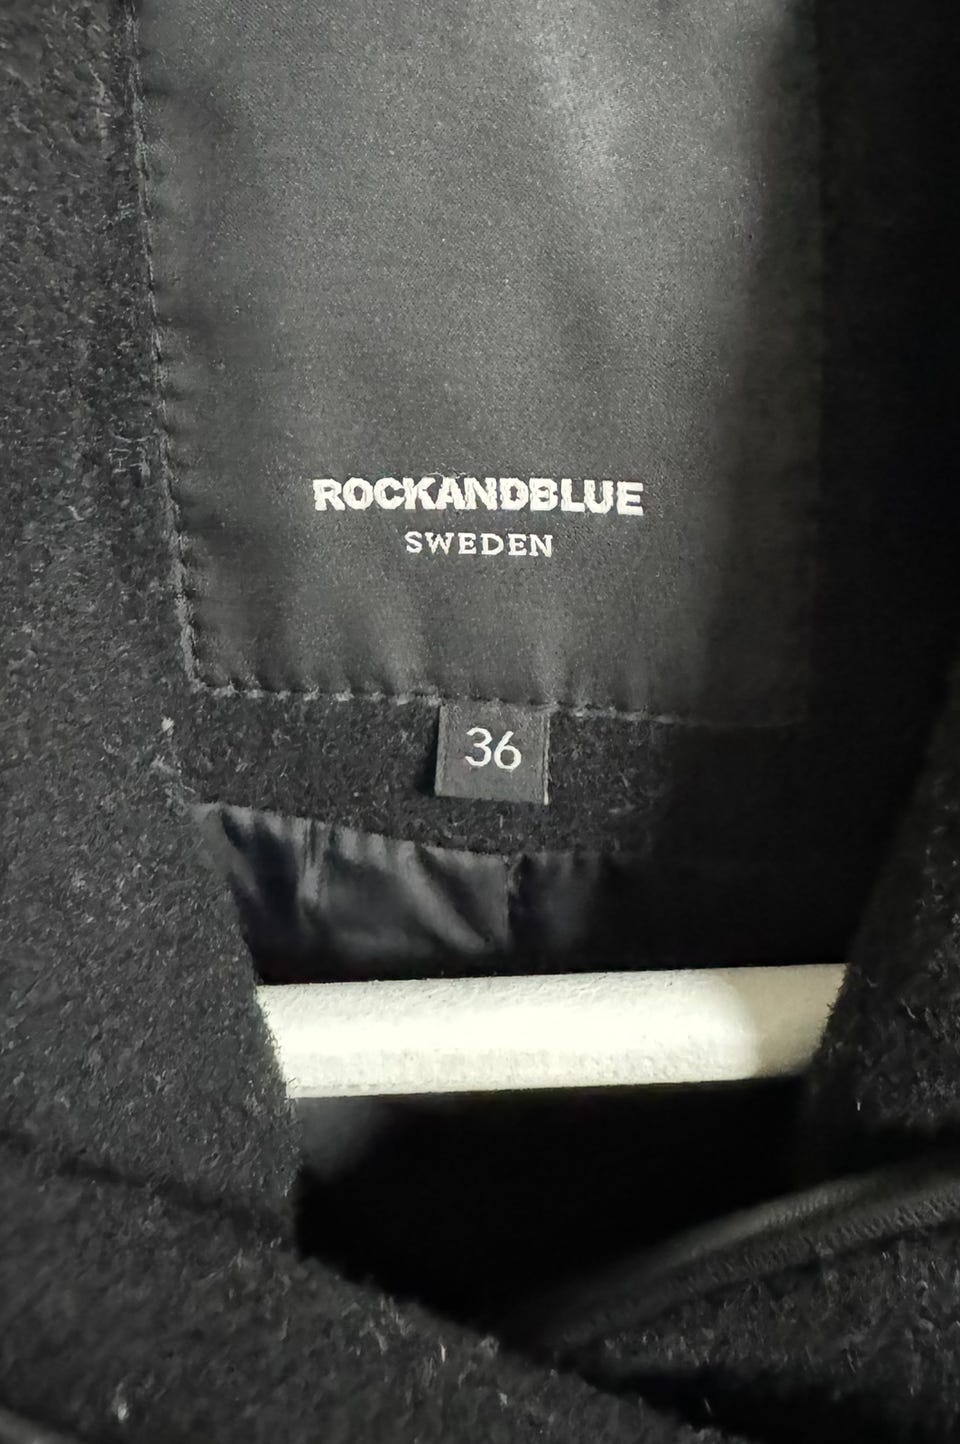 ROCKANDBLUE
SWEDEN
36